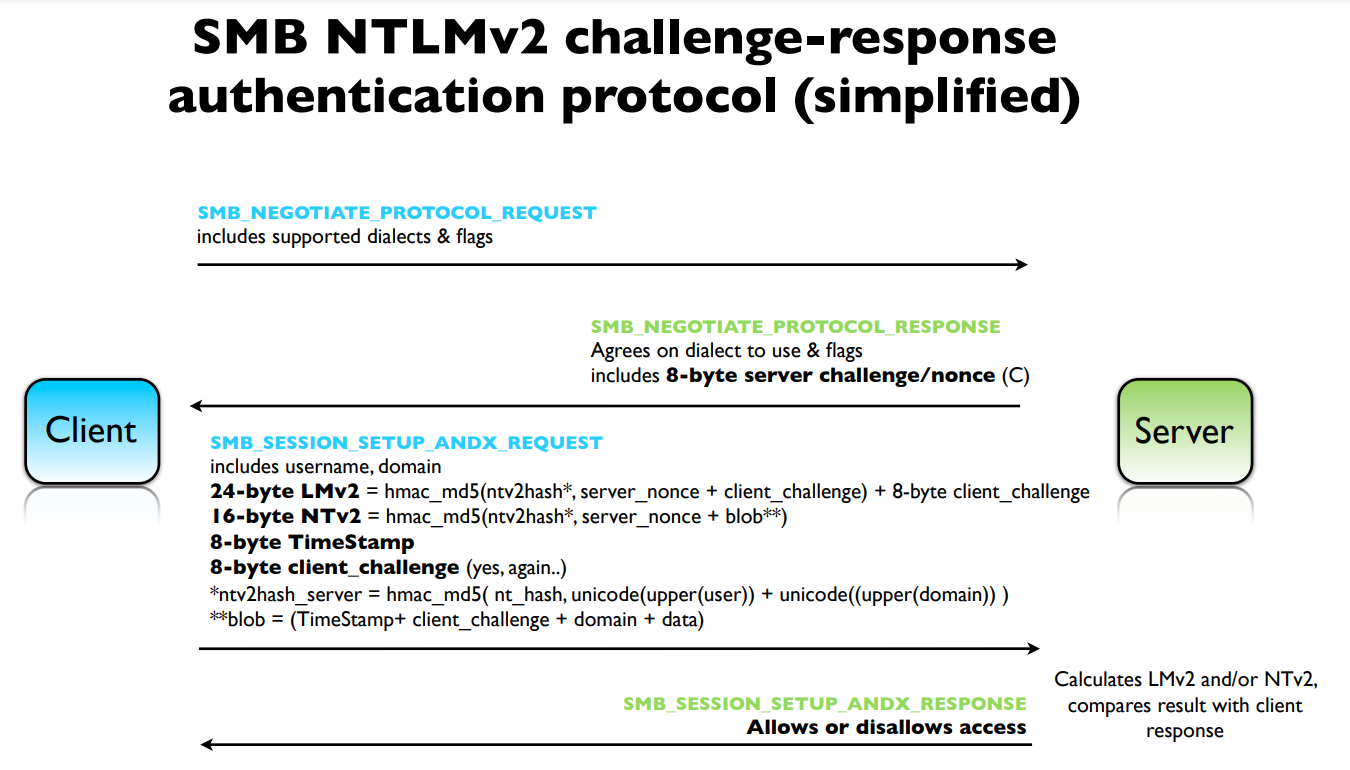 SMB NTLMv2 challenge-response
authentication protocol (simplified)
SMB_NEGOTIATE_PROTOCOL_REQUEST
includes supported dialects & flags
SMB_NEGOTIATE_PROTOCOL_RESPONSE
Agrees on dialect to use & flags
includes 8-byte server challenge/nonce (C)
Client
Server
SMB_SESSION_SETUP_ANDX_REQUEST
includes username, domain
24-byte LMv2 = hmac_md5(ntv2hash*, server_nonce + client_challenge) + 8-byte client_challenge
16-byte NTv2 = hmac_md5(ntv2hash*, server_nonce + blob**)
8-byte TimeStamp
8-byte client_challenge (yes, again..)
*ntv2hash_server = hmac_md5( nt_hash, unicode(upper(user)) + unicode((upper(domain)) )
**blob = (TimeStamp+ client_challenge + domain + data)
Calculates LMv2 and/or NTv2,
compares result with client
response
SMB_SESSION_SETUP_ANDX_RESPONSE
Allows or disallows access